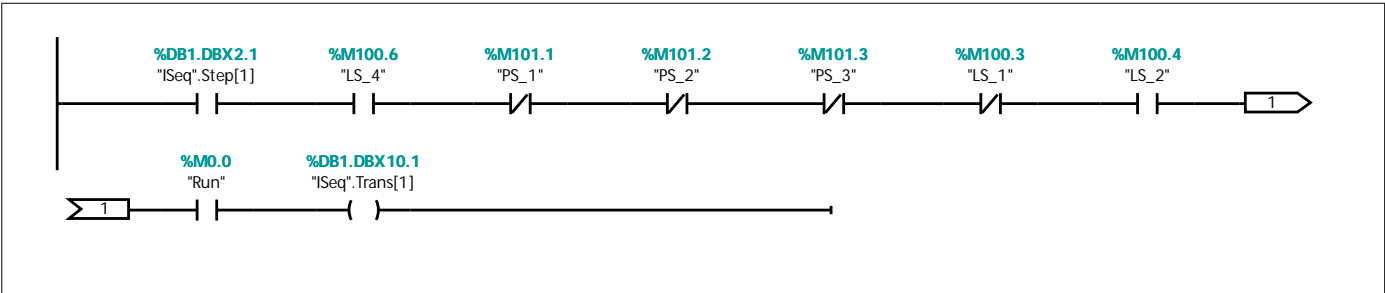 %DB1.DBX2.1 %M100.6 %M101.1 %M101.2 %M101.3 %M100.3 %M100.4
"ISeq".Step[1] "LS_4" "PS_1" "PS_2" "PS_3" "LS_1" "LS_2"
1
%M0.0 %DB1.DBX10.1
"Run" "ISeq".Trans[1]
1